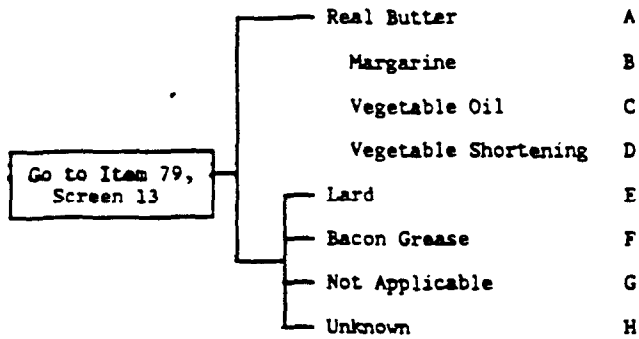 Real Butter A
Margarine B
Vegetable Oil C
Vegetable Shortening D
Go to Item 79,
Screen 13
Lard E
Bacon Grease F
Not Applicable G
Unknown H